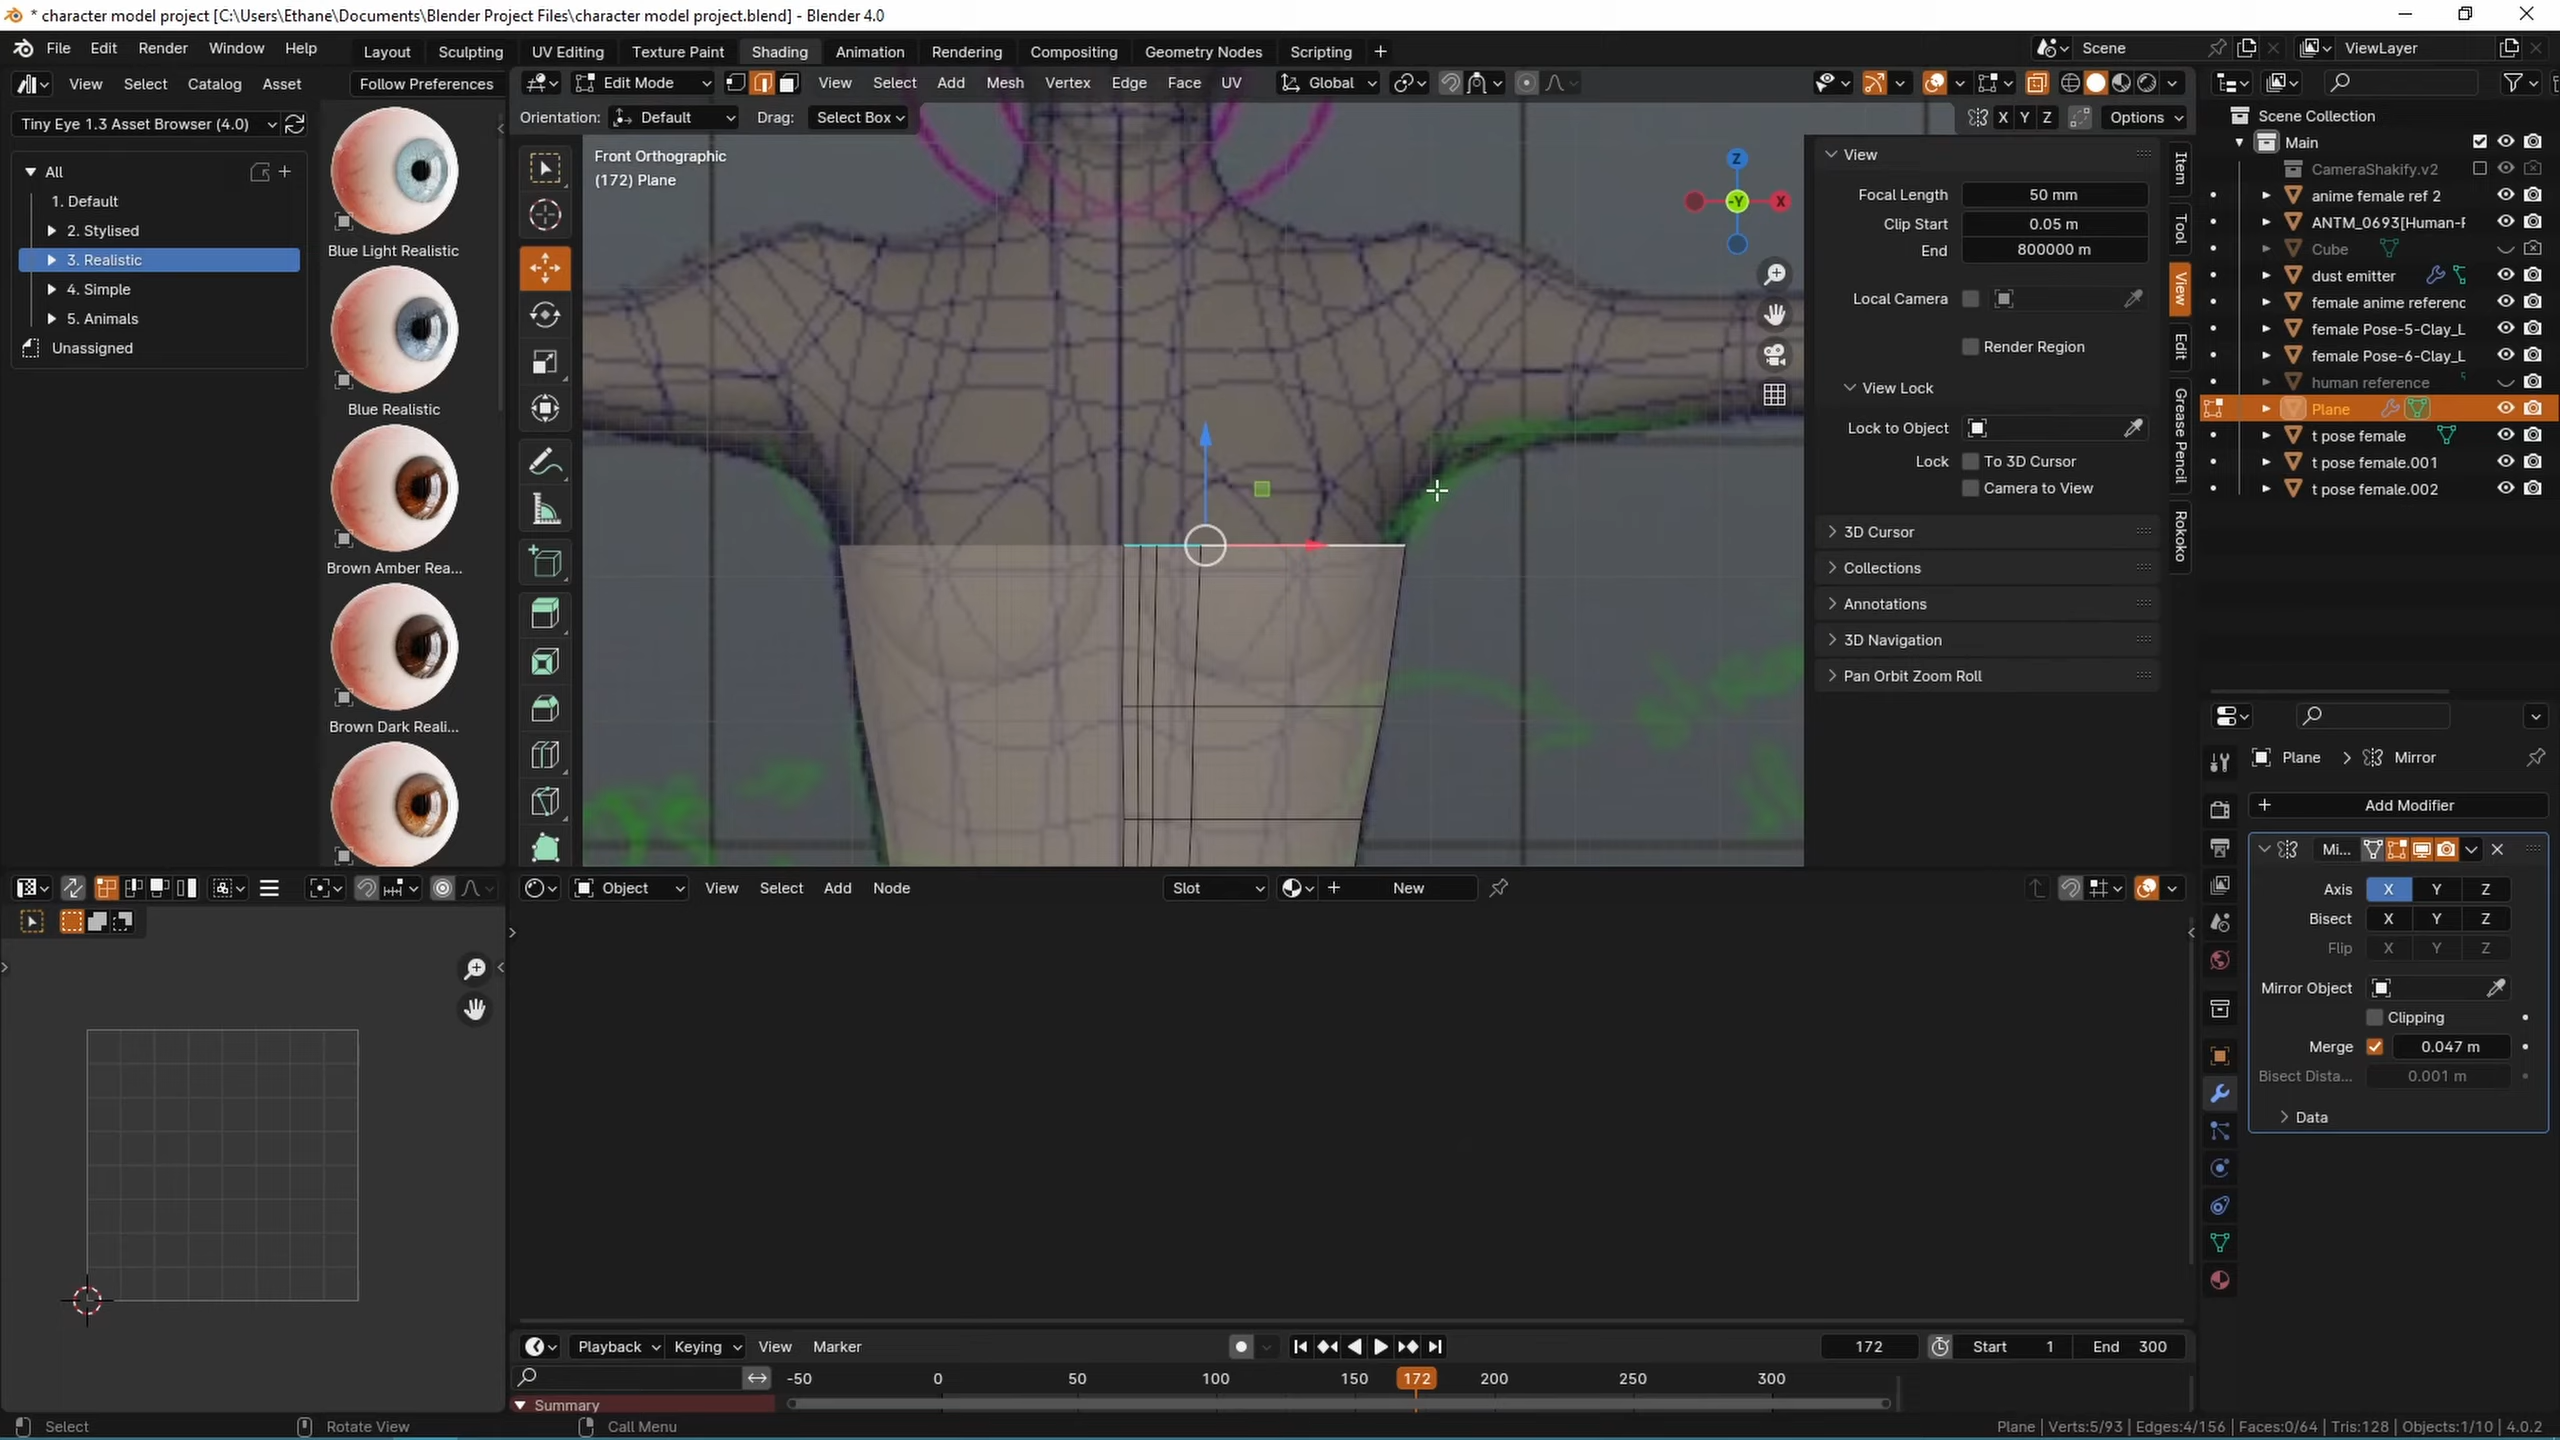 * character model project [C:\Users\Ethane\Documents\Blender Project Files\character model project.blend] - Blender 4.0
File Edit Render Window Help
Layout Sculpting UV Editing Texture Paint Shading Animation Rendering Compositing Geometry Nodes Scripting +
Scene
ViewLayer
View Select Catalog Asset Follow Preferences
Edit Mode View Select Add Mesh Vertex Edge Face UV Global
Tiny Eye 1.3 Asset Browser (4.0)
Orientation: Default Drag: Select Box
X Y Z Options
All
1. Default
2. Stylised
3. Realistic
4. Simple
5. Animals
Unassigned
Blue Light Realistic
Blue Realistic
Brown Amber Rea...
Brown Dark Reali...
Front Orthographic
(172) Plane
Z
-Y
X
View
Focal Length 50 mm
Clip Start 0.05 m
End 800000 m
Local Camera
Render Region
View Lock
Lock to Object
Lock To 3D Cursor
Camera to View
3D Cursor
Collections
Annotations
3D Navigation
Pan Orbit Zoom Roll
Item
Tool
View
Edit
Grease Pencil
Rokoko
Scene Collection
Main
CameraShakify.v2
anime female ref 2
ANTM_0693[Human-F
Cube
dust emitter
female anime referenc
female Pose-5-Clay_L
female Pose-6-Clay_L
human reference
Plane
t pose female
t pose female.001
t pose female.002
Plane > Mirror
Add Modifier
Mi...
Axis X Y Z
Bisect X Y Z
Flip X Y Z
Mirror Object
Clipping
Merge 0.047 m
Bisect Dista... 0.001 m
Data
Object View Select Add Node Slot New
Playback Keying View Marker
172 Start 1 End 300
-50 0 50 100 150 172 200 250 300
Summary
Select Rotate View Call Menu
Plane | Verts:5/93 | Edges:4/156 | Faces:0/64 | Tris:128 | Objects:1/10 | 4.0.2